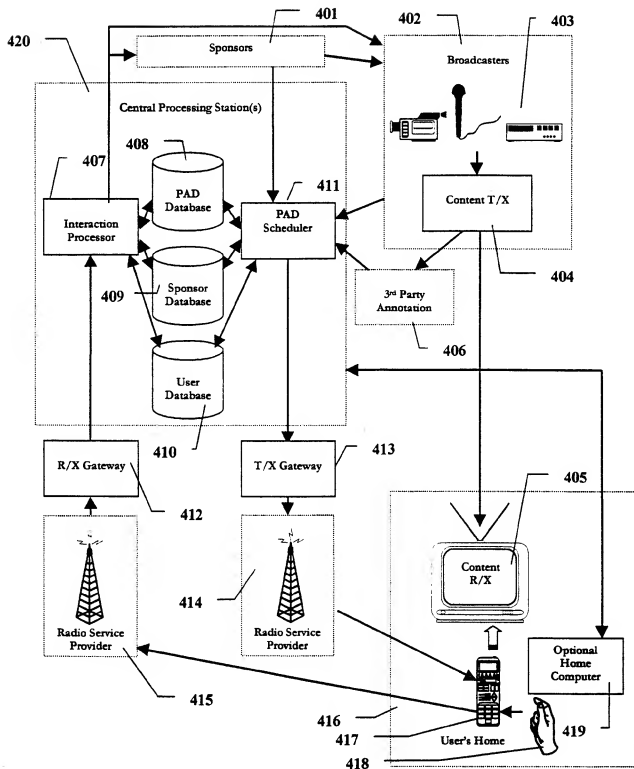 401
Sponsors
402
403
420
Broadcasters
Central Processing Station(s)
408
407
PAD
Database
411
PAD
Scheduler
Interaction
Processor
Content T/X
404
409
Sponsor
Database
3rd Party
Annotation
406
User
Database
410
413
R/X Gateway
412
T/X Gateway
405
Content
R/X
414
Radio Service
Provider
Radio Service
Provider
Optional
Home
Computer
415
416
417
User's Home
419
418